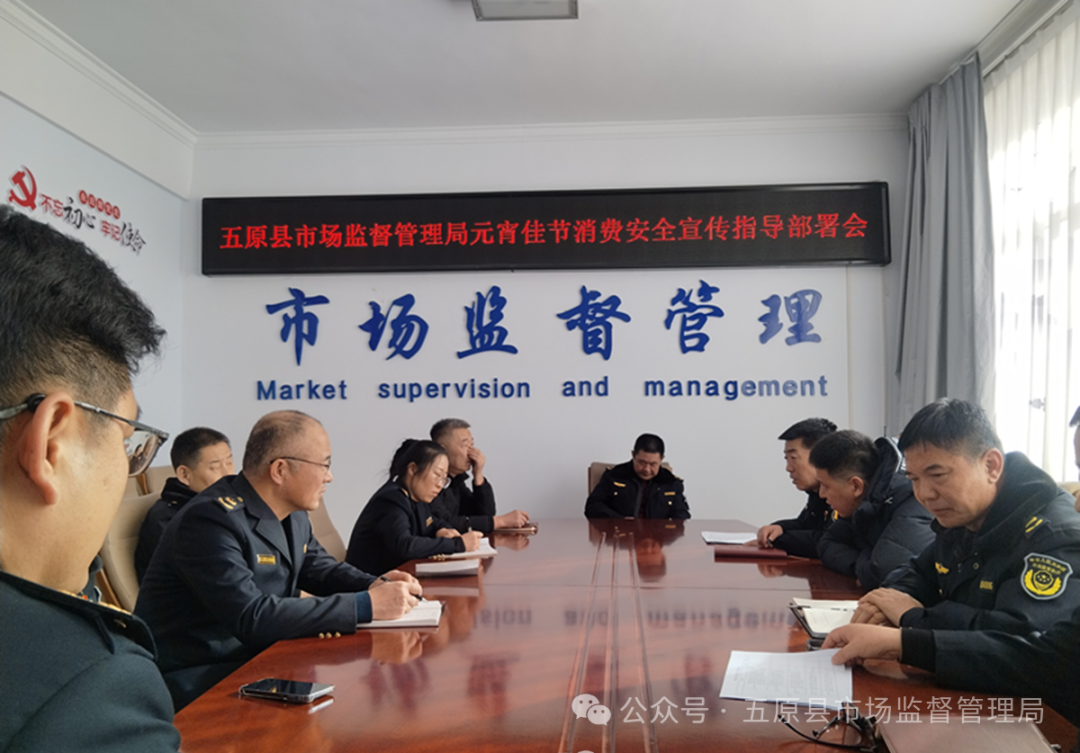 不忘初心 牢记使命
五原县市场监督管理局元宵佳节消费安全宣传指导部署会
市场监督管理
Market supervision and management
公众号 · 五原县市场监督管理局